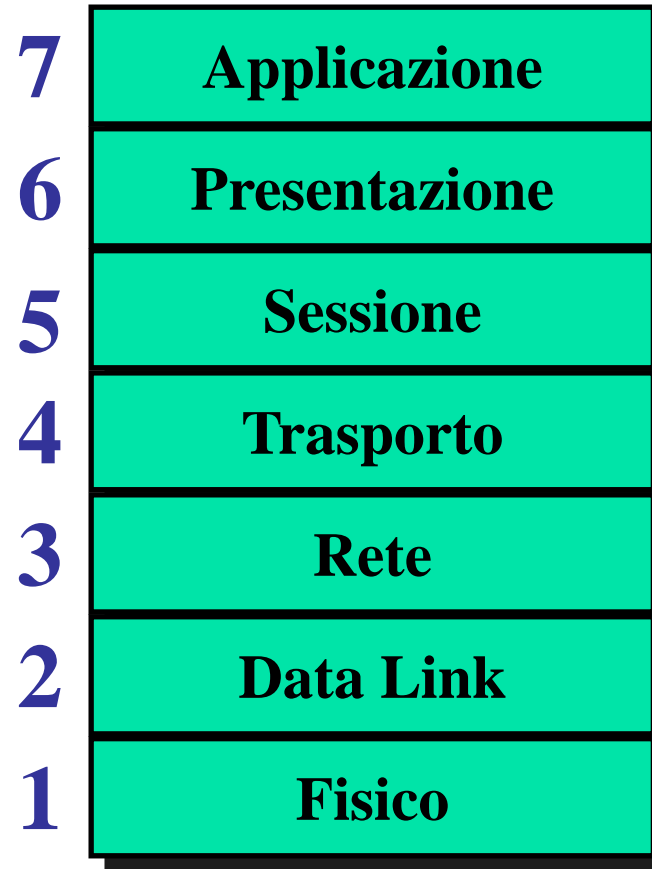 7 Applicazione
6 Presentazione
5 Sessione
4 Trasporto
3 Rete
2 Data Link
1 Fisico